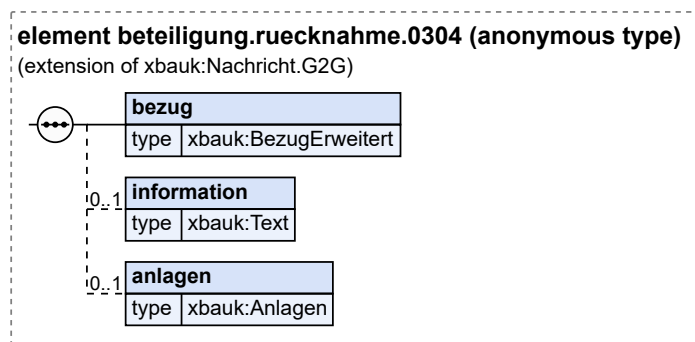 element beteiligung.ruecknahme.0304 (anonymous type)
(extension of xbauk:Nachricht.G2G)
bezug
type xbauk:BezugErweitert
0..1 information
type xbauk:Text
0..1 anlagen
type xbauk:Anlagen